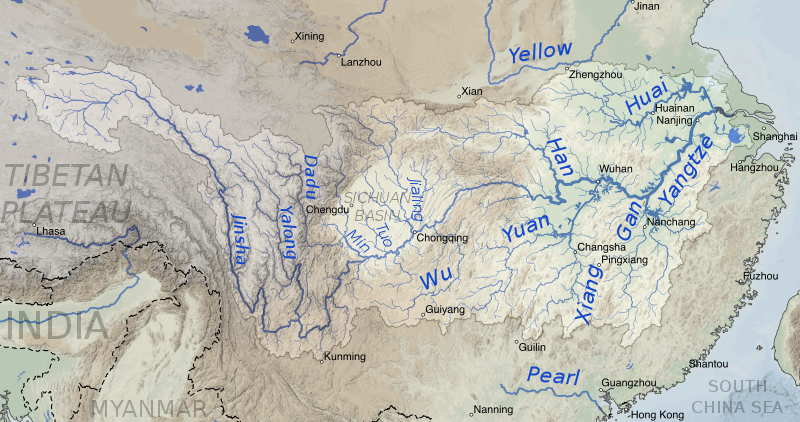 Jinan
Xining
Yellow
Lanzhou
Zhengzhou
Xian
Huai
Huainan
Nanjing
Shanghai
Han
Dadu
Yangtze
Hangzhou
Wuhan
TIBETAN
PLATEAU
Jialing
SICHUAN
BASIN
Chengdu
Jinsha
Yalong
Min
Tuo
Chongqing
Yuan
Gan
Nanchang
Lhasa
Changsha
Pingxiang
Wu
Xiang
Fuzhou
INDIA
Guiyang
Guilin
Kunming
Shantou
Pearl
Guangzhou
SOUTH
CHINA SEA
MYANMAR
Nanning
Hong Kong